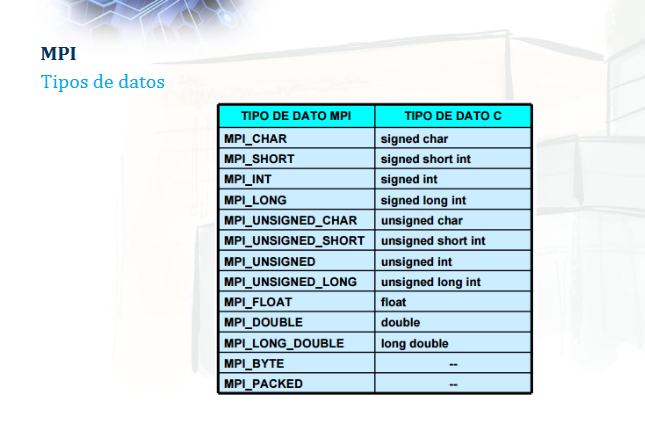 MPI
Tipos de datos
TIPO DE DATO MPI TIPO DE DATO C
MPI_CHAR signed char
MPI_SHORT signed short int
MPI_INT signed int
MPI_LONG signed long int
MPI_UNSIGNED_CHAR unsigned char
MPI_UNSIGNED_SHORT unsigned short int
MPI_UNSIGNED unsigned int
MPI_UNSIGNED_LONG unsigned long int
MPI_FLOAT float
MPI_DOUBLE double
MPI_LONG_DOUBLE long double
MPI_BYTE --
MPI_PACKED --